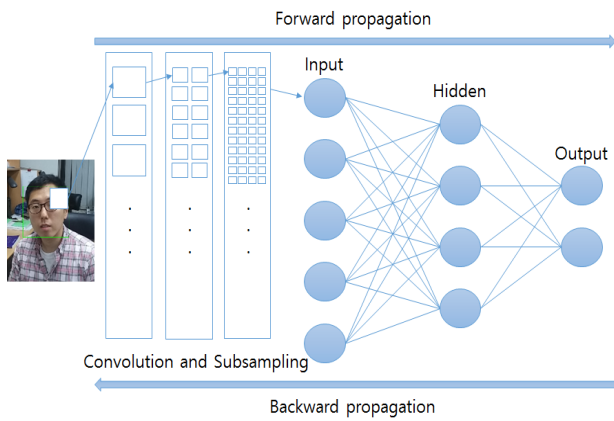 Forward propagation
Input
Hidden
Output
Convolution and Subsampling
Backward propagation